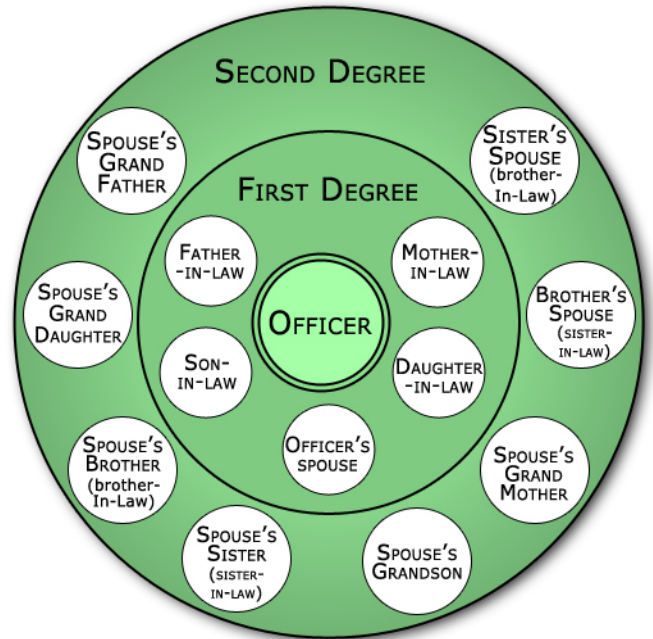 SECOND DEGREE
SPOUSE'S
GRAND
FATHER
SISTER'S
SPOUSE
(brother-
In-Law)
FIRST DEGREE
FATHER
-IN-LAW
MOTHER-
IN-LAW
SPOUSE'S
GRAND
DAUGHTER
OFFICER
BROTHER'S
SPOUSE
(SISTER-
IN-LAW)
SON-
IN-LAW
DAUGHTER
-IN-LAW
OFFICER'S
SPOUSE
SPOUSE'S
BROTHER
(brother-
In-Law)
SPOUSE'S
GRAND
MOTHER
SPOUSE'S
SISTER
(SISTER-
IN-LAW)
SPOUSE'S
GRANDSON